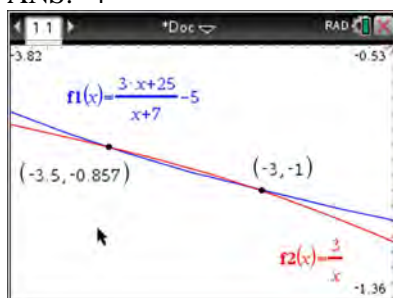 ANS: 4
1.1 *Doc RAD
-3.82 -0.53
f1(x)=3·x+25/x+7-5
(-3.5,-0.857) (-3,-1)
f2(x)=3/x
-1.36